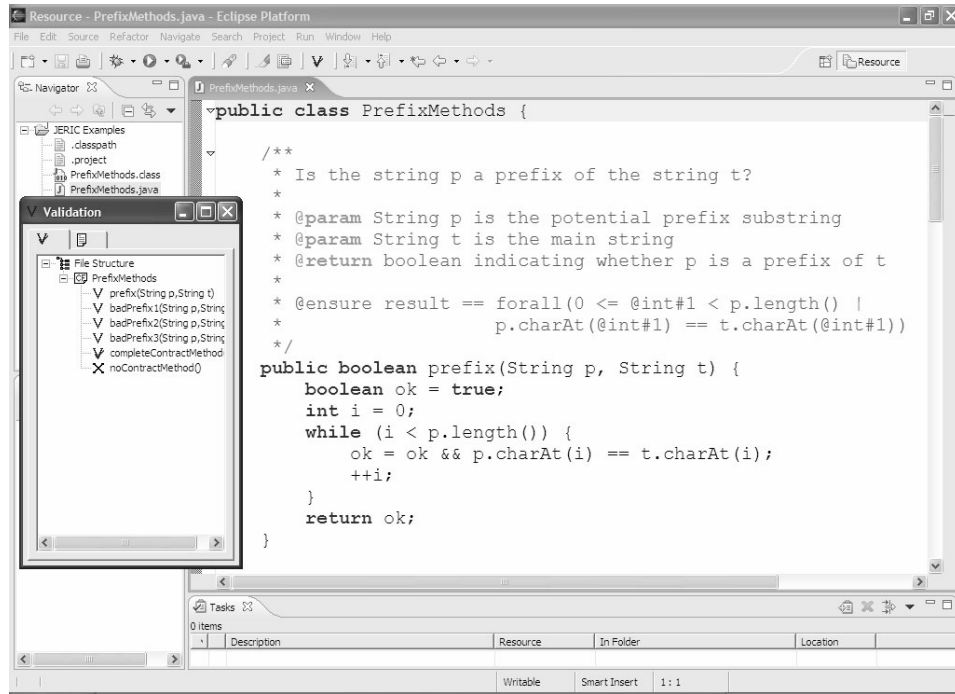 Resource - PrefixMethods.java - Eclipse Platform
File Edit Source Refactor Navigate Search Project Run Window Help
Resource
Navigator
PrefixMethods.java
JERIC Examples
.classpath
.project
PrefixMethods.class
PrefixMethods.java
Validation
File Structure
PrefixMethods
prefix(String p,String t)
badPrefix1(String p,String
badPrefix2(String p,String
badPrefix3(String p,String
completeContractMethod
noContractMethod()
public class PrefixMethods {
/**
* Is the string p a prefix of the string t?
*
* @param String p is the potential prefix substring
* @param String t is the main string
* @return boolean indicating whether p is a prefix of t
*
* @ensure result == forall(0 <= @int#1 < p.length() |
* p.charAt(@int#1) == t.charAt(@int#1))
*/
public boolean prefix(String p, String t) {
boolean ok = true;
int i = 0;
while (i < p.length()) {
ok = ok && p.charAt(i) == t.charAt(i);
++i;
}
return ok;
}
Tasks
0 items
Description Resource In Folder Location
Writable Smart Insert 1 : 1